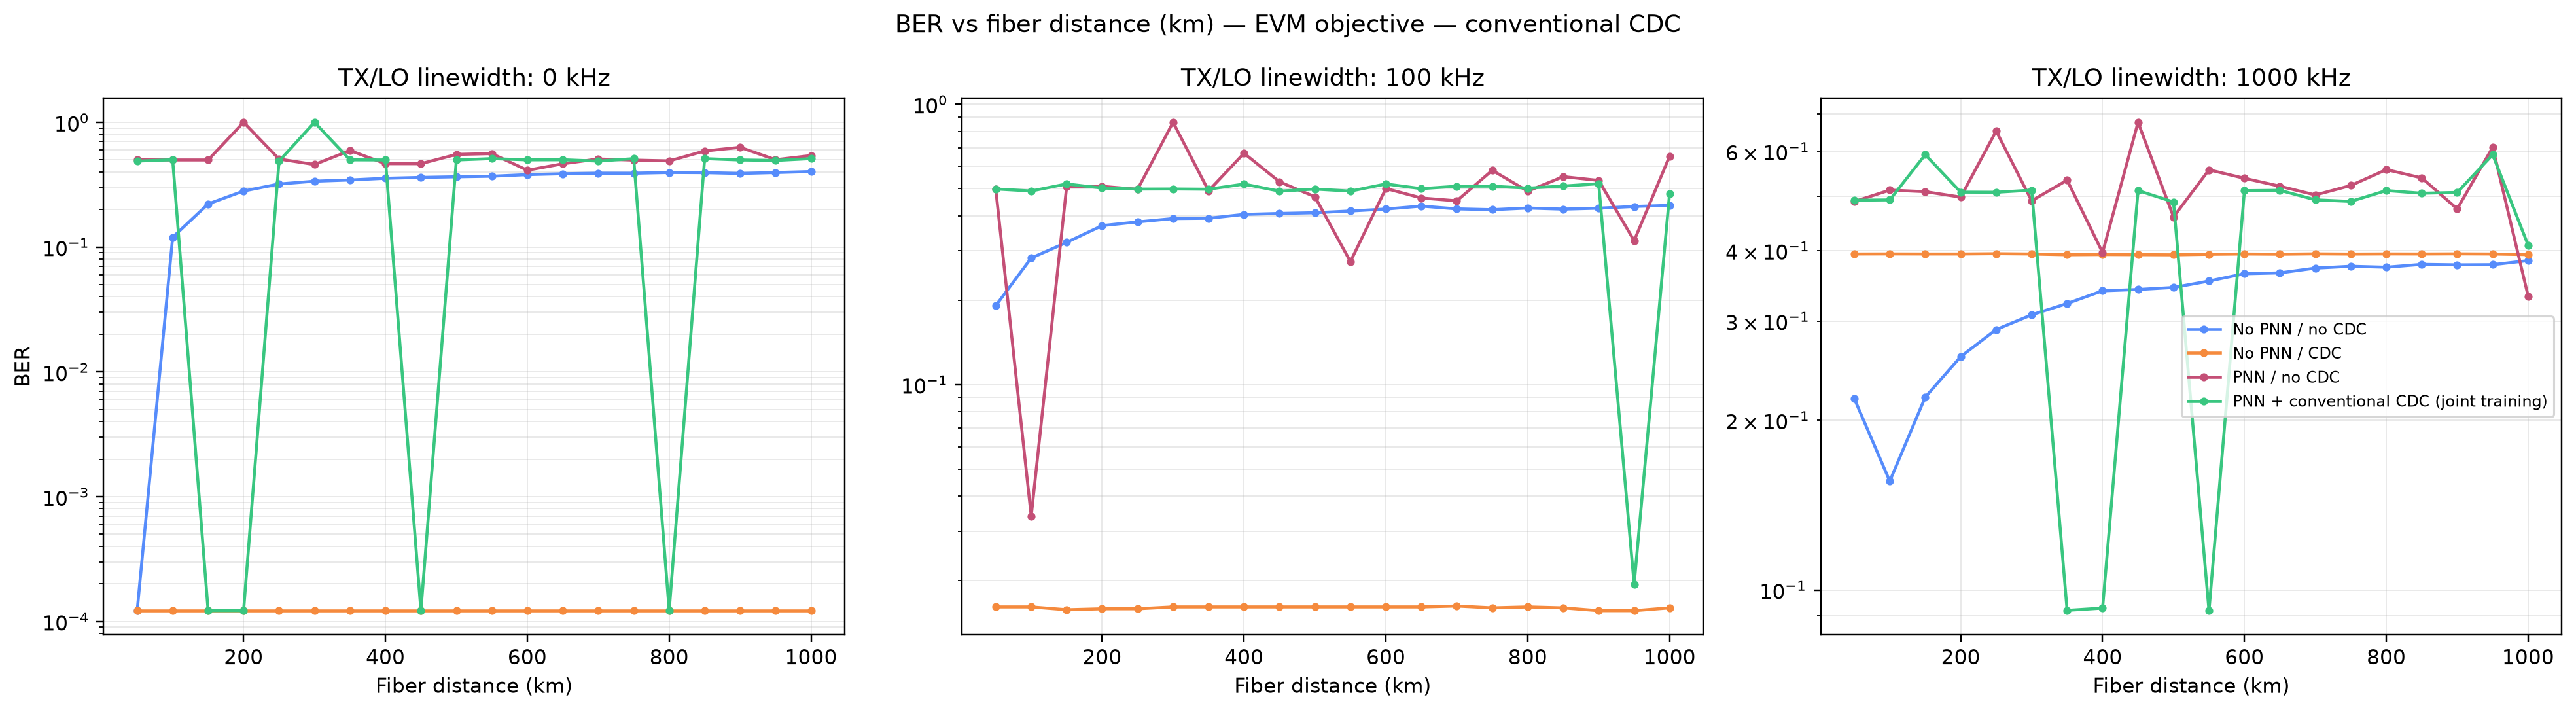 BER vs fiber distance (km) — EVM objective — conventional CDC
TX/LO linewidth: 0 kHz
BER
10⁰
10⁻¹
10⁻²
10⁻³
10⁻⁴
200
400
600
800
1000
Fiber distance (km)
TX/LO linewidth: 100 kHz
10⁰
10⁻¹
200
400
600
800
1000
Fiber distance (km)
TX/LO linewidth: 1000 kHz
6 × 10⁻¹
4 × 10⁻¹
3 × 10⁻¹
2 × 10⁻¹
10⁻¹
No PNN / no CDC
No PNN / CDC
PNN / no CDC
PNN + conventional CDC (joint training)
200
400
600
800
1000
Fiber distance (km)